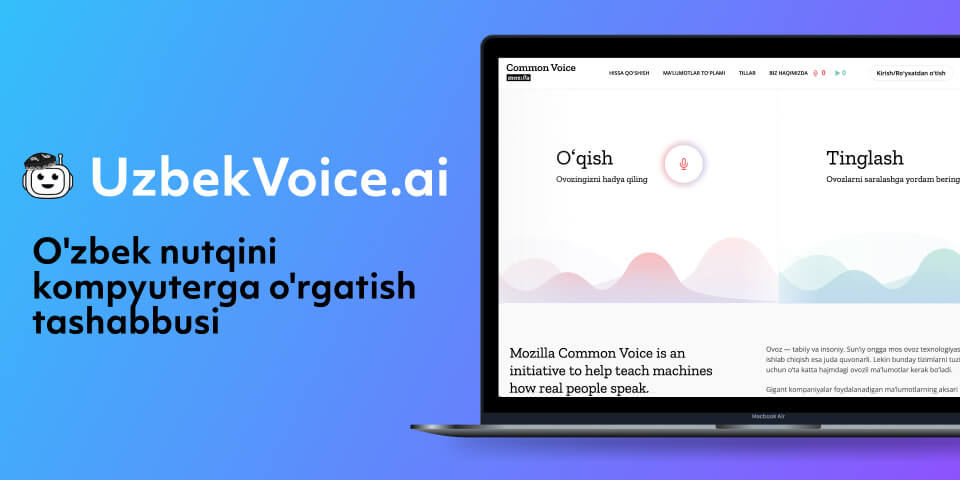 UzbekVoice.ai
O'zbek nutqini
kompyuterga o'rgatish
tashabbusi
Common Voice
moz://a
HISSA QO'SHISH
MA'LUMOTLAR TO'PLAMI
TILLAR
BIZ HAQIMIZDA
0
0
Kirish/Ro'yxatdan o'tish
Oʻqish
Ovozingizni hadya qiling
Tinglash
Ovozlarni saralashga yordam bering
Mozilla Common Voice is an
initiative to help teach machines
how real people speak.
Ovoz — tabiiy va insoniy. Sun'iy ongga mos ovoz texnologiyas
ishlab chiqish esa juda quvonarli. Lekin bunday tizimlarni tuzi
uchun o'ta katta hajmdagi ovozli ma'lumotlar kerak bo'ladi.
Gigant kompaniyalar foydalanadigan ma'lumotlarning aksari
Macbook Air